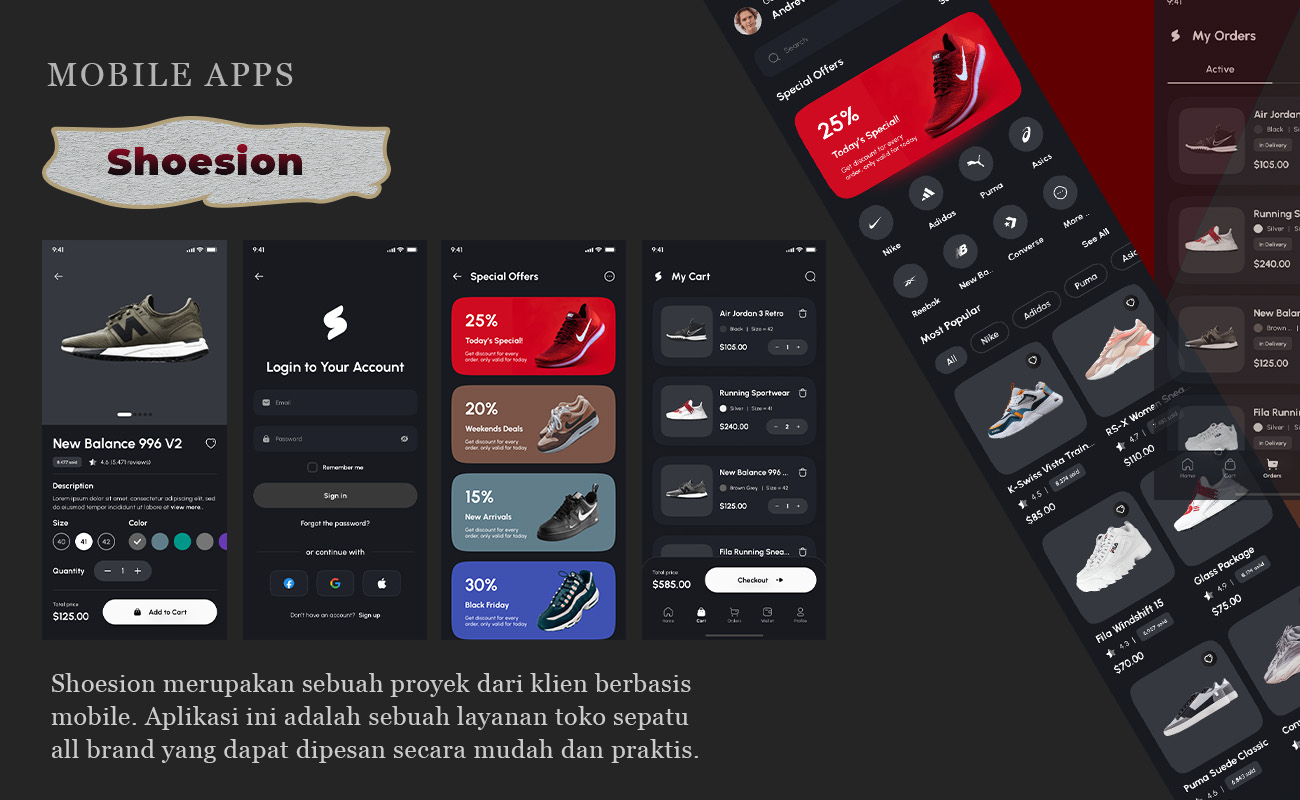 MOBILE APPS
Shoesion
9:41
New Balance 996 V2
8,477 sold
4.6 (5,471 reviews)
Description
Lorem ipsum dolor sit amet, consectetur adipiscing elit, sed
do eiusmod tempor incididunt ut labore et view more..
Size
Color
40
41
42
Quantity
1
Total price
$125.00
Add to Cart
9:41
Login to Your Account
Email
Password
Remember me
Sign in
Forgot the password?
or continue with
Don't have an account? Sign up
9:41
Special Offers
25%
Today's Special!
Get discount for every
order, only valid for today
20%
Weekends Deals
Get discount for every
order, only valid for today
15%
New Arrivals
Get discount for every
order, only valid for today
30%
Black Friday
Get discount for every
order, only valid for today
9:41
My Cart
Air Jordan 3 Retro
Black | Size = 42
$105.00
1
Running Sportwear
Silver | Size = 41
$240.00
2
New Balance 996 ...
Brown Grey | Size = 42
$125.00
1
Fila Running Snea...
Total price
$585.00
Checkout
Home
Cart
Orders
Wallet
Profile
Shoesion merupakan sebuah proyek dari klien berbasis
mobile. Aplikasi ini adalah sebuah layanan toko sepatu
all brand yang dapat dipesan secara mudah dan praktis.
Andrew
Search
Special Offers
25%
Today's Special!
Get discount for every
order, only valid for today
Nike
Adidas
Puma
Asics
Reebok
New Ba..
Converse
More ..
Most Popular
See All
All
Nike
Adidas
Puma
Asic
K-Swiss Vista Train...
4.5 |
8,374 sold
$85.00
RS-X Women Snea
4.7 |
$110.00
Fila Windshift 15
4.3 |
6,937 sold
$70.00
Glass Package
4.9 |
8,174 sold
$75.00
Puma Suede Classic
4.6 |
6,843 sold
9:41
My Orders
Active
Air Jordan
Black | Si
In Delivery
$105.00
Running S
Silver | Si
In Delivery
$240.00
New Balan
Brown .. |
In Delivery
$125.00
Fila Runnin
Silver | Si
In Delivery
Home
Cart
Orders